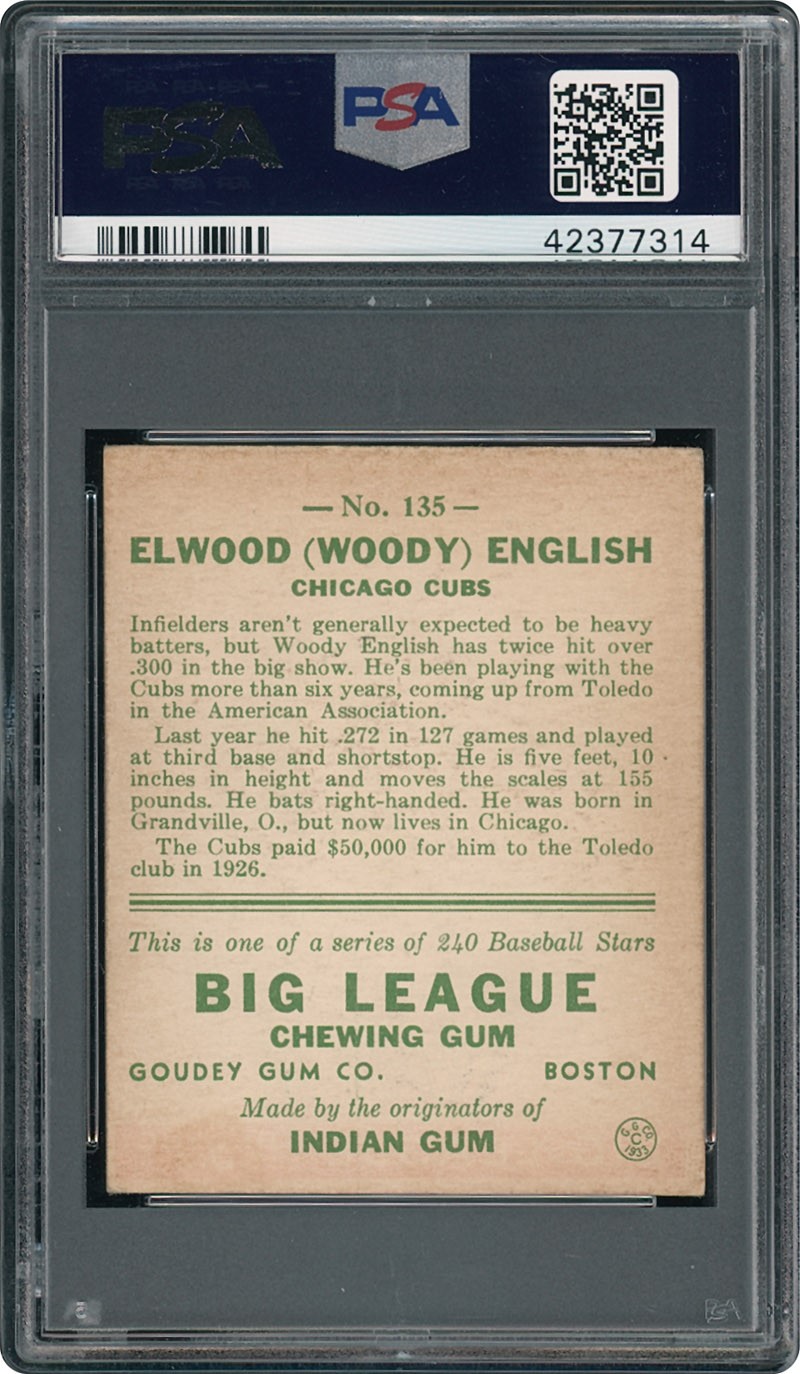 PSA
PSA
42377314
— No. 135 —
ELWOOD (WOODY) ENGLISH
CHICAGO CUBS
Infielders aren't generally expected to be heavy
batters, but Woody English has twice hit over
.300 in the big show. He's been playing with the
Cubs more than six years, coming up from Toledo
in the American Association.
Last year he hit .272 in 127 games and played
at third base and shortstop. He is five feet, 10
inches in height and moves the scales at 155
pounds. He bats right-handed. He was born in
Grandville, O., but now lives in Chicago.
The Cubs paid $50,000 for him to the Toledo
club in 1926.
This is one of a series of 240 Baseball Stars
BIG LEAGUE
CHEWING GUM
GOUDEY GUM CO. BOSTON
Made by the originators of
INDIAN GUM
G G CO
C
1933
PSA